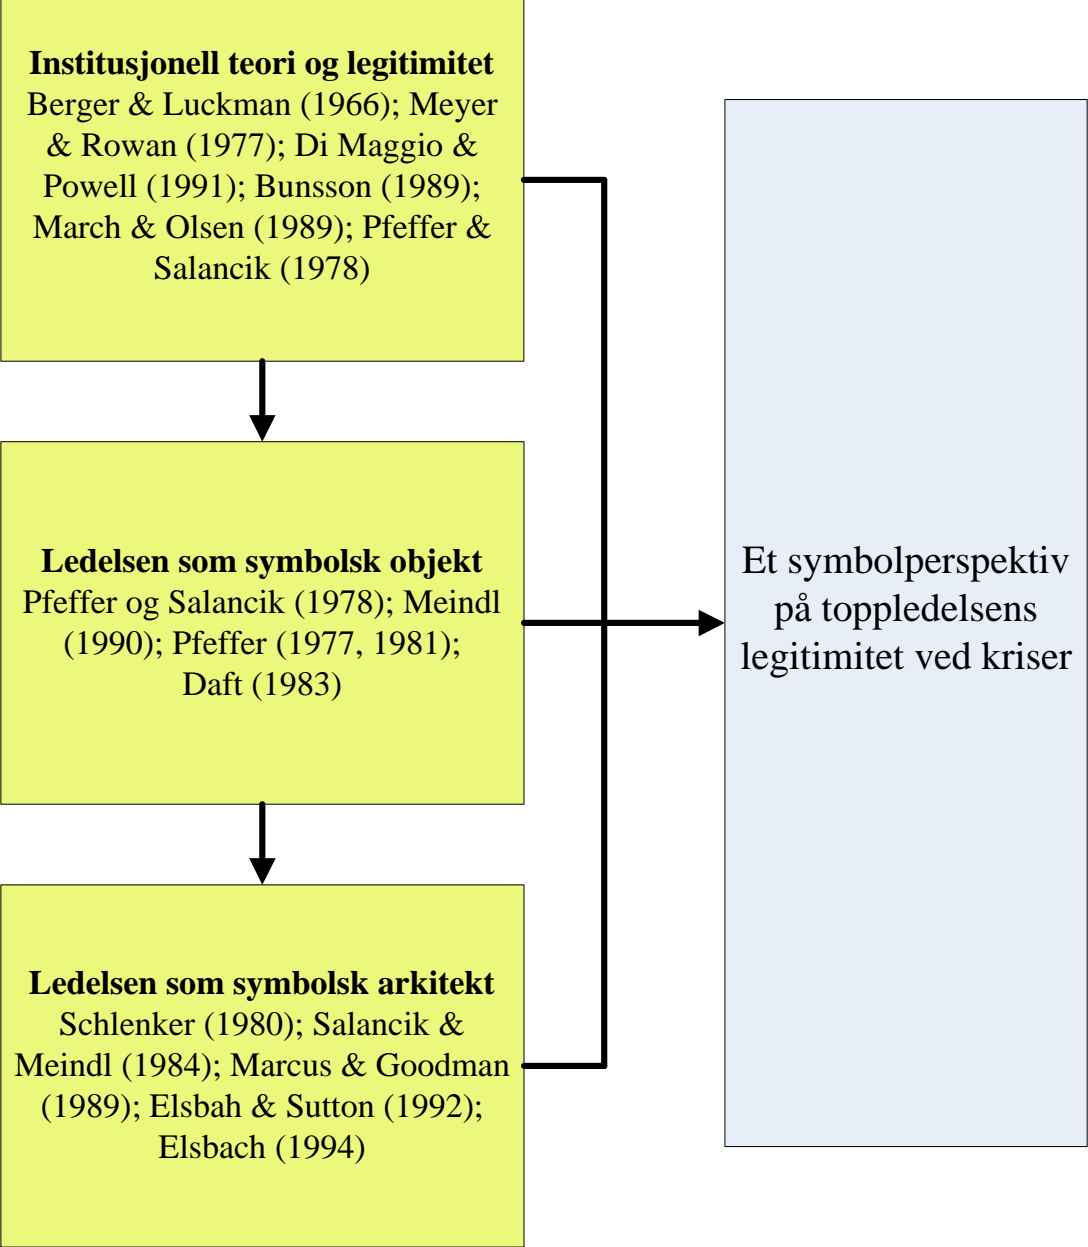 Institusjonell teori og legitimitet
Berger & Luckman (1966); Meyer
& Rowan (1977); Di Maggio &
Powell (1991); Bunsson (1989);
March & Olsen (1989); Pfeffer &
Salancik (1978)
Ledelsen som symbolsk objekt
Pfeffer og Salancik (1978); Meindl
(1990); Pfeffer (1977, 1981);
Daft (1983)
Ledelsen som symbolsk arkitekt
Schlenker (1980); Salancik &
Meindl (1984); Marcus & Goodman
(1989); Elsbah & Sutton (1992);
Elsbach (1994)
Et symbolperspektiv
på toppledelsens
legitimitet ved kriser